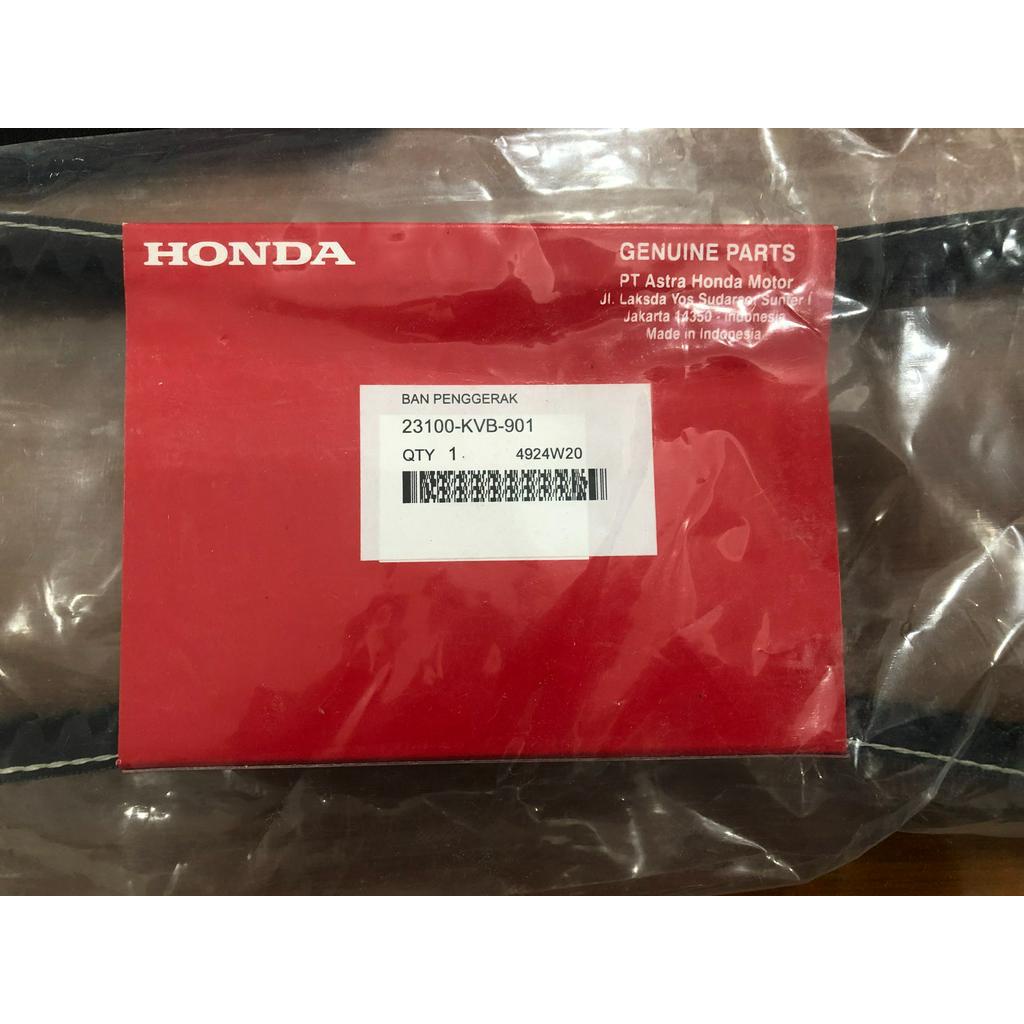 HONDA
GENUINE PARTS
PT Astra Honda Motor
Jl. Laksda Yos Sudarso, Sunter I
Jakarta 14350 - Indonesia
Made in Indonesia
BAN PENGGERAK
23100-KVB-901
QTY 1. 4924W20